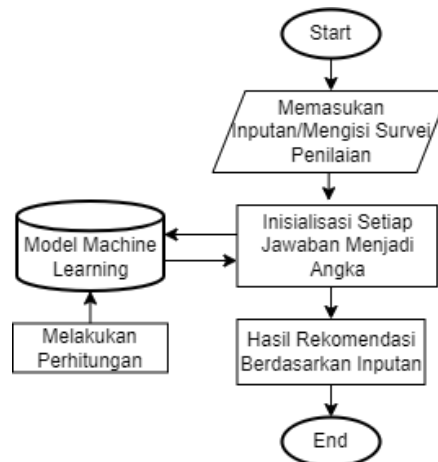 Start
Memasukan
Inputan/Mengisi Survei
Penilaian
Inisialisasi Setiap
Jawaban Menjadi
Angka
Model Machine
Learning
Melakukan
Perhitungan
Hasil Rekomendasi
Berdasarkan Inputan
End